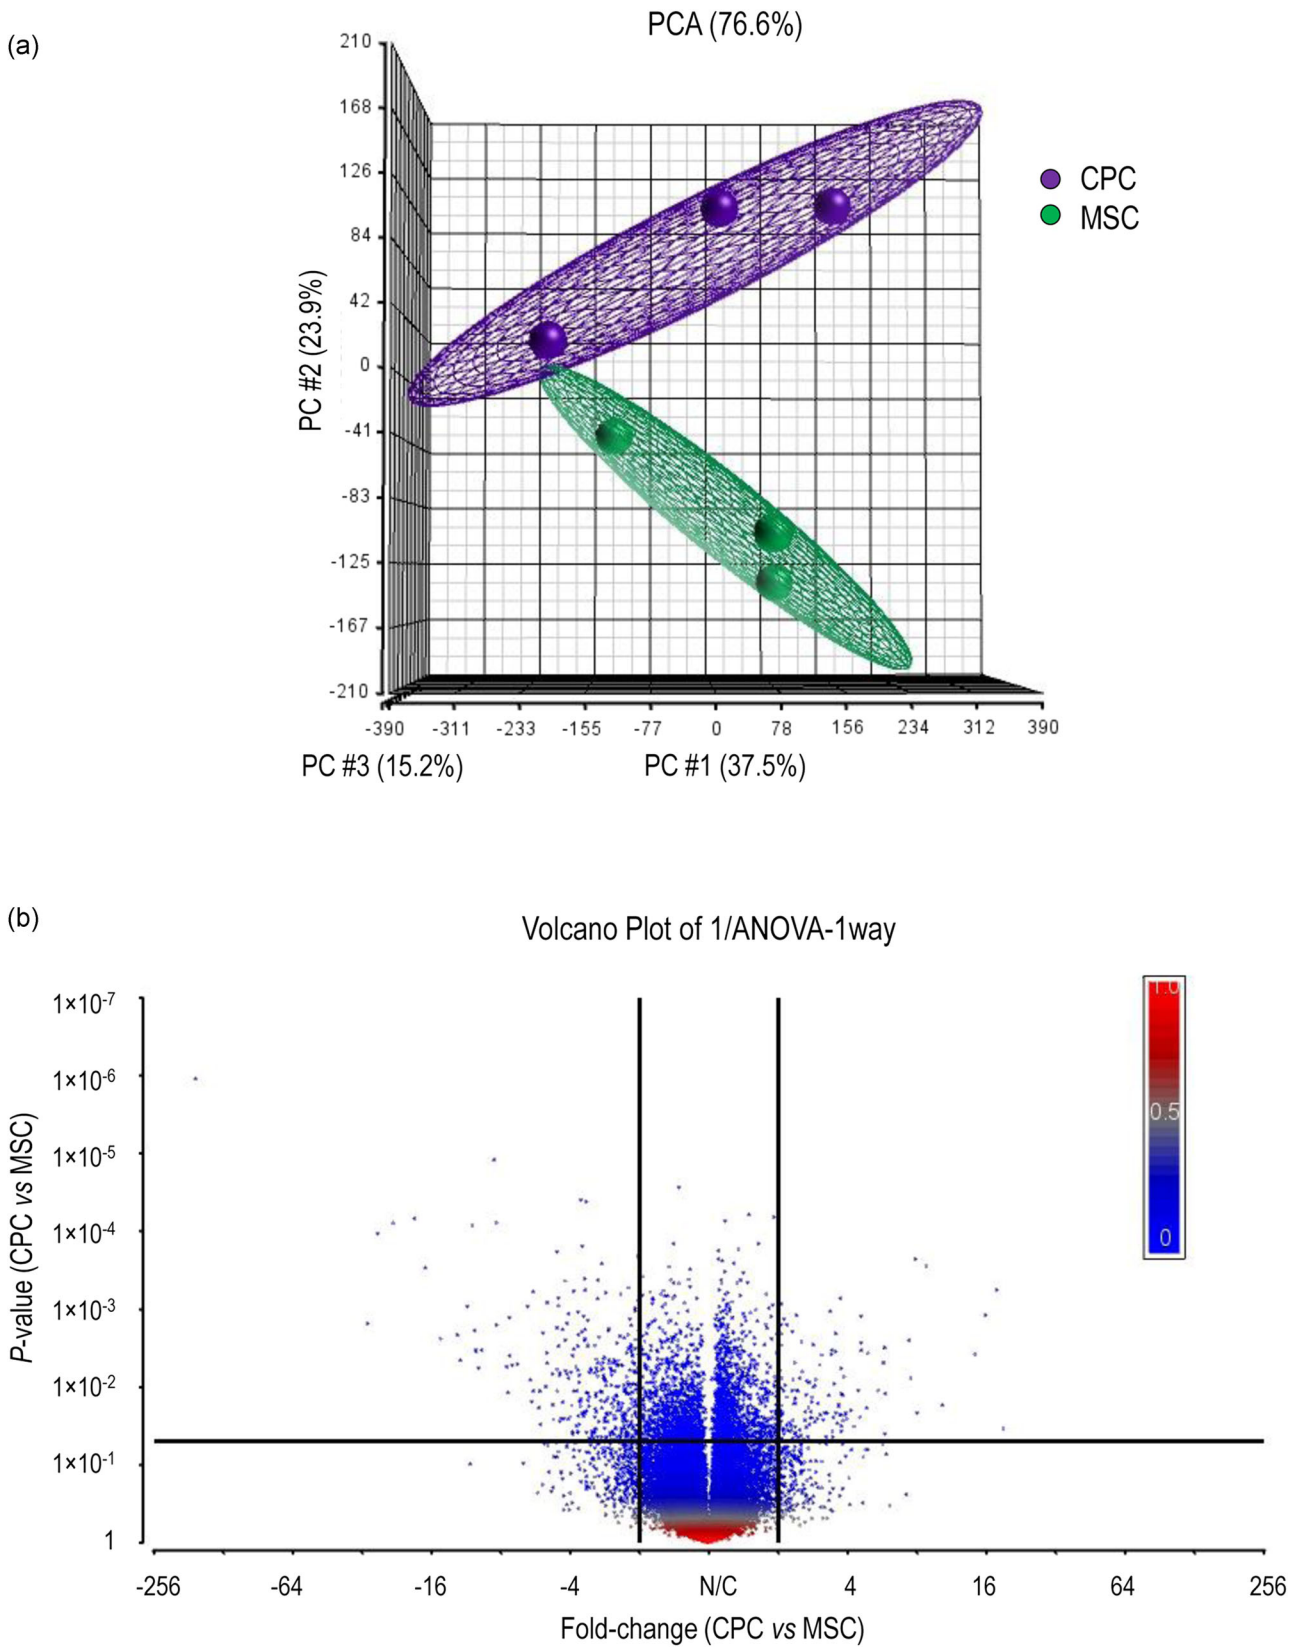 (a)
PCA (76.6%)
210
168
126
84
42
0
-41
-83
-125
-167
-210
PC #2 (23.9%)
CPC
MSC
-390 -311 -233 -155 -77 0 78 156 234 312 390
PC #3 (15.2%) PC #1 (37.5%)
(b)
Volcano Plot of 1/ANOVA-1way
1×10-7
1×10-6
1×10-5
1×10-4
1×10-3
1×10-2
1×10-1
1
P-value (CPC vs MSC)
1.0
0.5
0
-256 -64 -16 -4 N/C 4 16 64 256
Fold-change (CPC vs MSC)